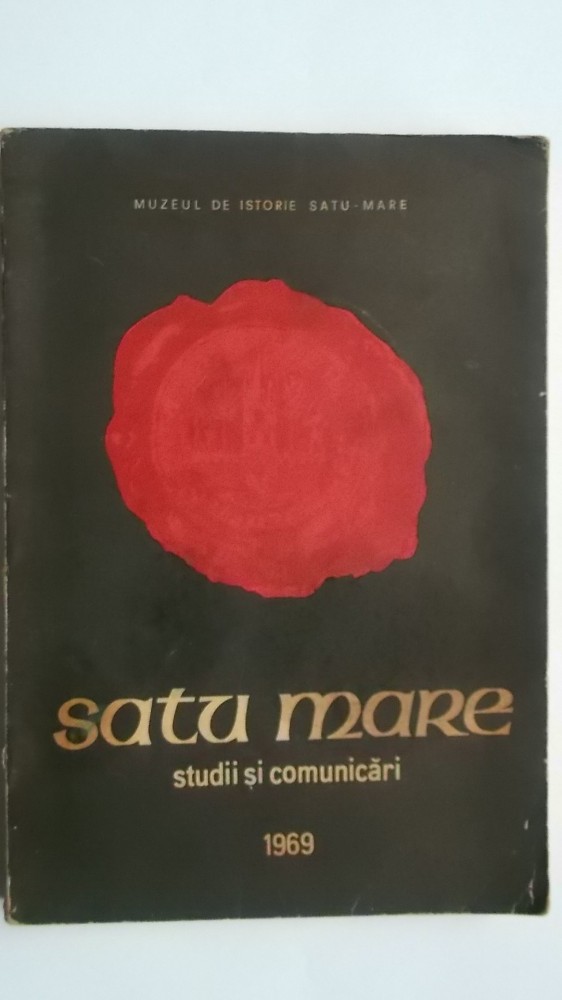 MUZEUL DE ISTORIE SATU-MARE
satu mare
studii și comunicări
1969